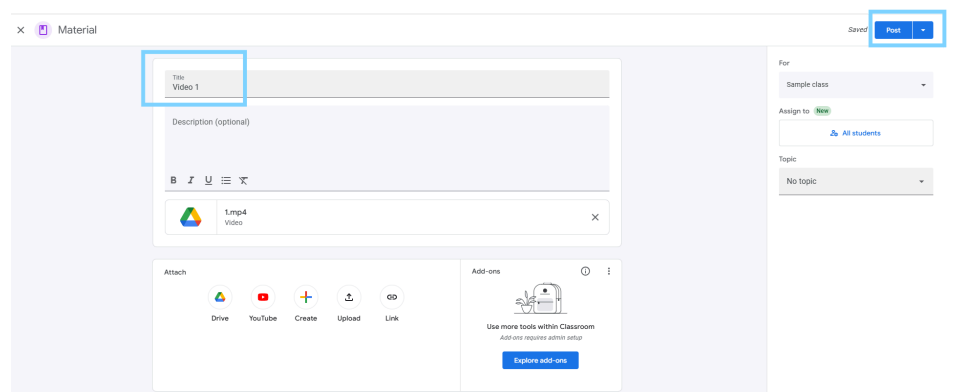 Material
Saved
Post
Title
Video 1
Description (optional)
B I U
1.mp4
Video
Attach
Drive YouTube Create Upload Link
Add-ons
Use more tools within Classroom
Add-ons requires admin setup
Explore add-ons
For
Sample class
Assign to New
All students
Topic
No topic